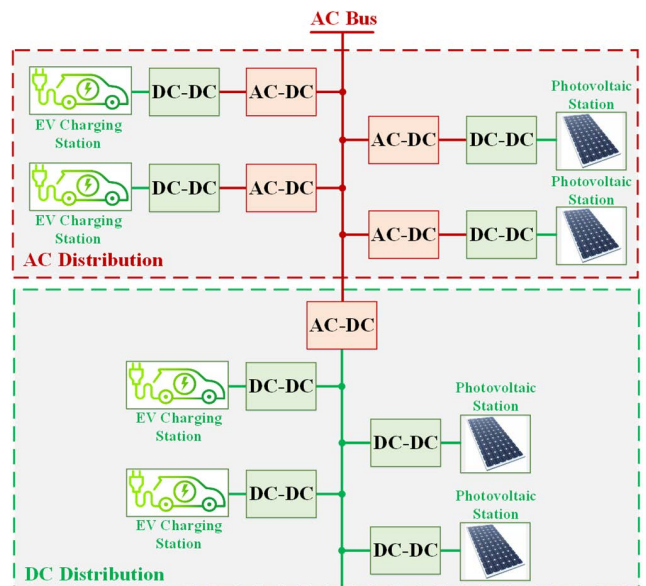 AC Bus
DC-DC
AC-DC
EV Charging
Station
Photovoltaic
Station
AC-DC
DC-DC
DC-DC
AC-DC
EV Charging
Station
Photovoltaic
Station
AC-DC
DC-DC
AC Distribution
AC-DC
DC-DC
EV Charging
Station
Photovoltaic
Station
DC-DC
DC-DC
EV Charging
Station
Photovoltaic
Station
DC-DC
DC Distribution